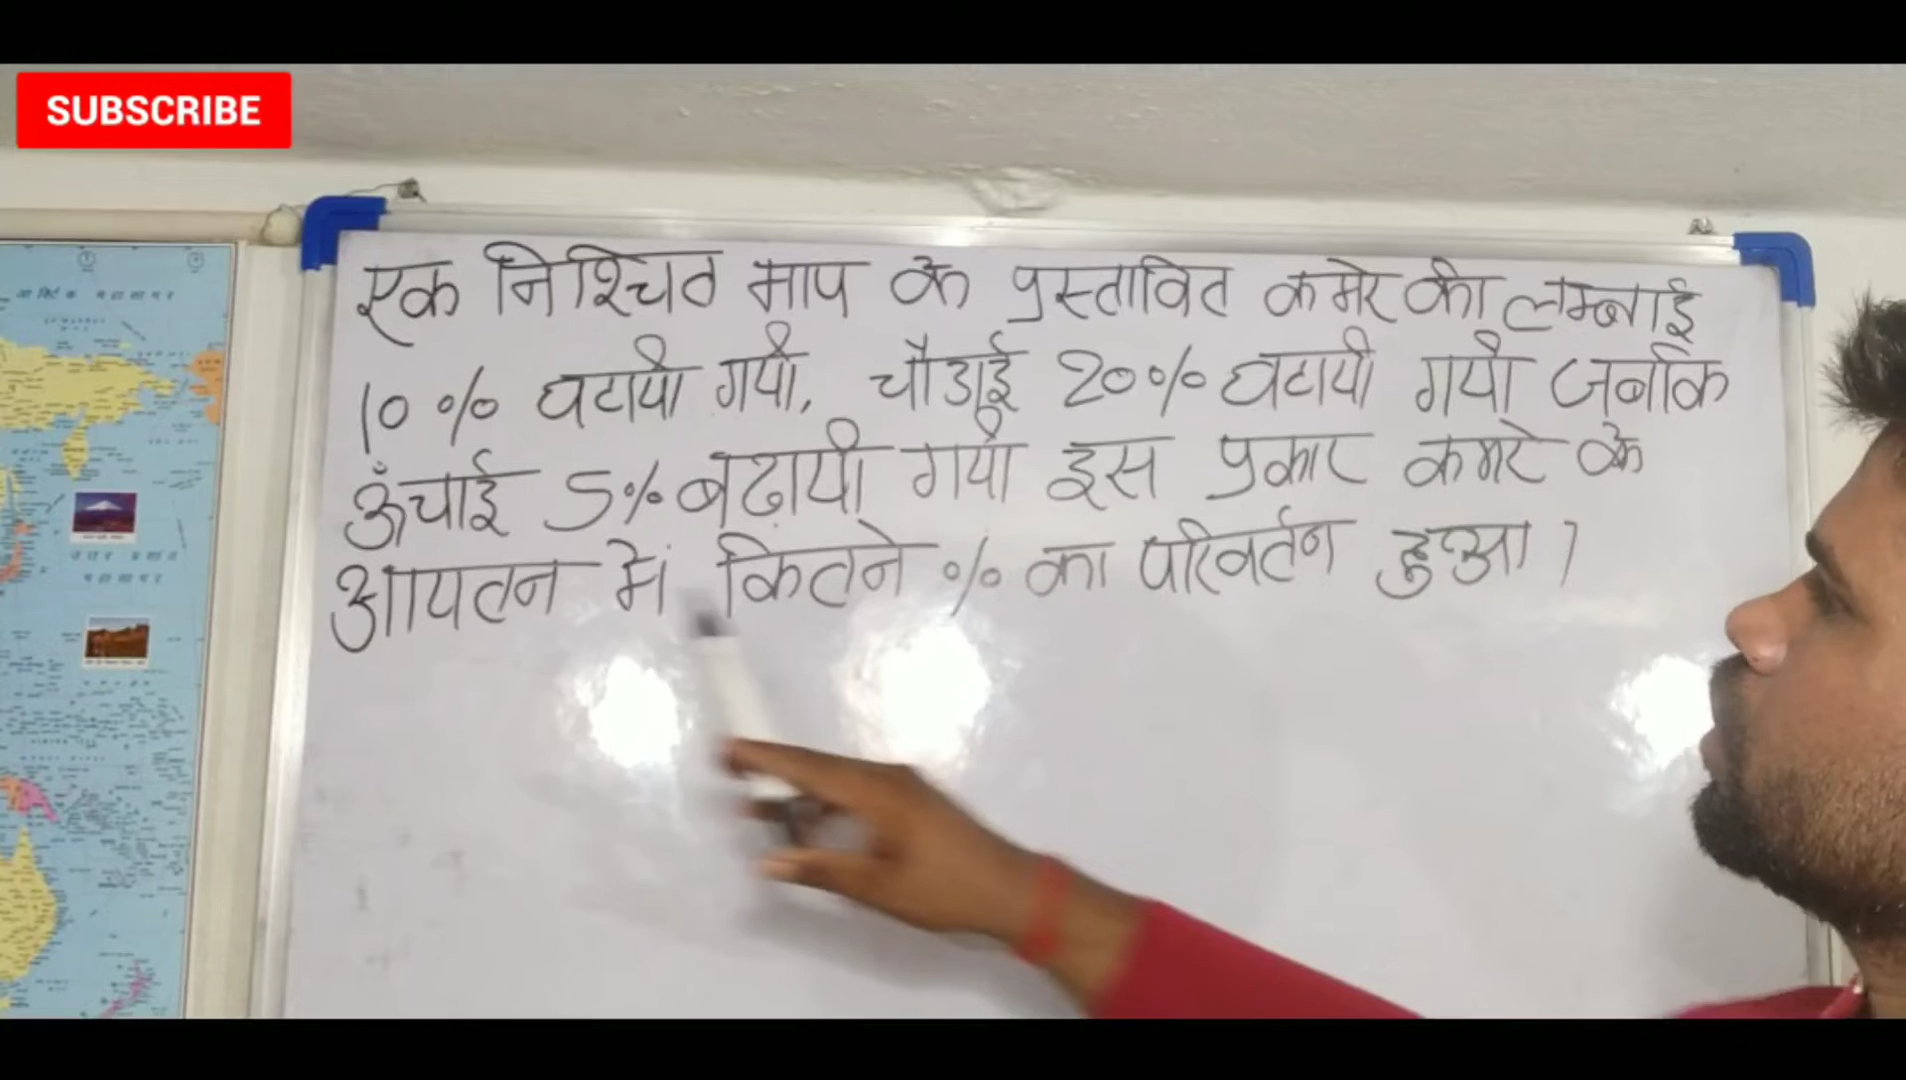 SUBSCRIBE
एक निश्चित माप के प्रस्तावित कमरे की लम्बाई
10% घटायी गयी, चौड़ाई 20% घटायी गयी जबकि
ऊँचाई 5% बढ़ायी गयी इस प्रकार कमरे के
आयतन में कितने % का परिवर्तन हुआ?